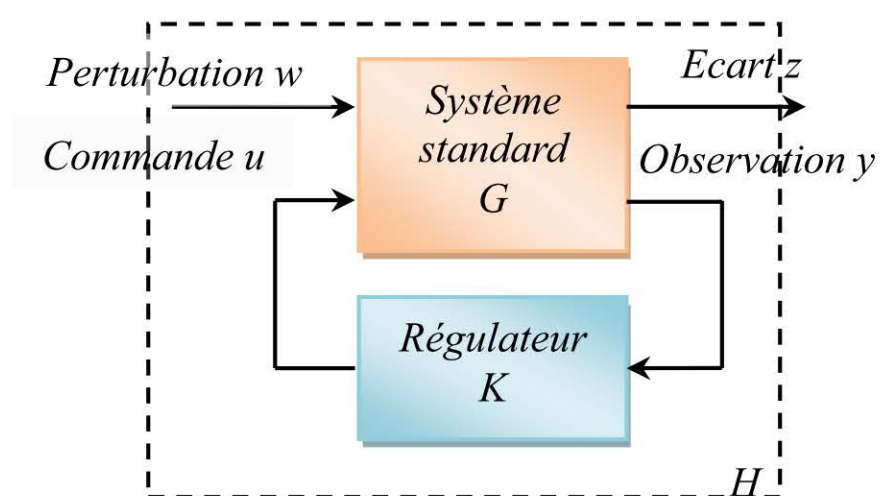 Perturbation w
Ecart z
Système
standard
G
Commande u
Observation y
Régulateur
K
H